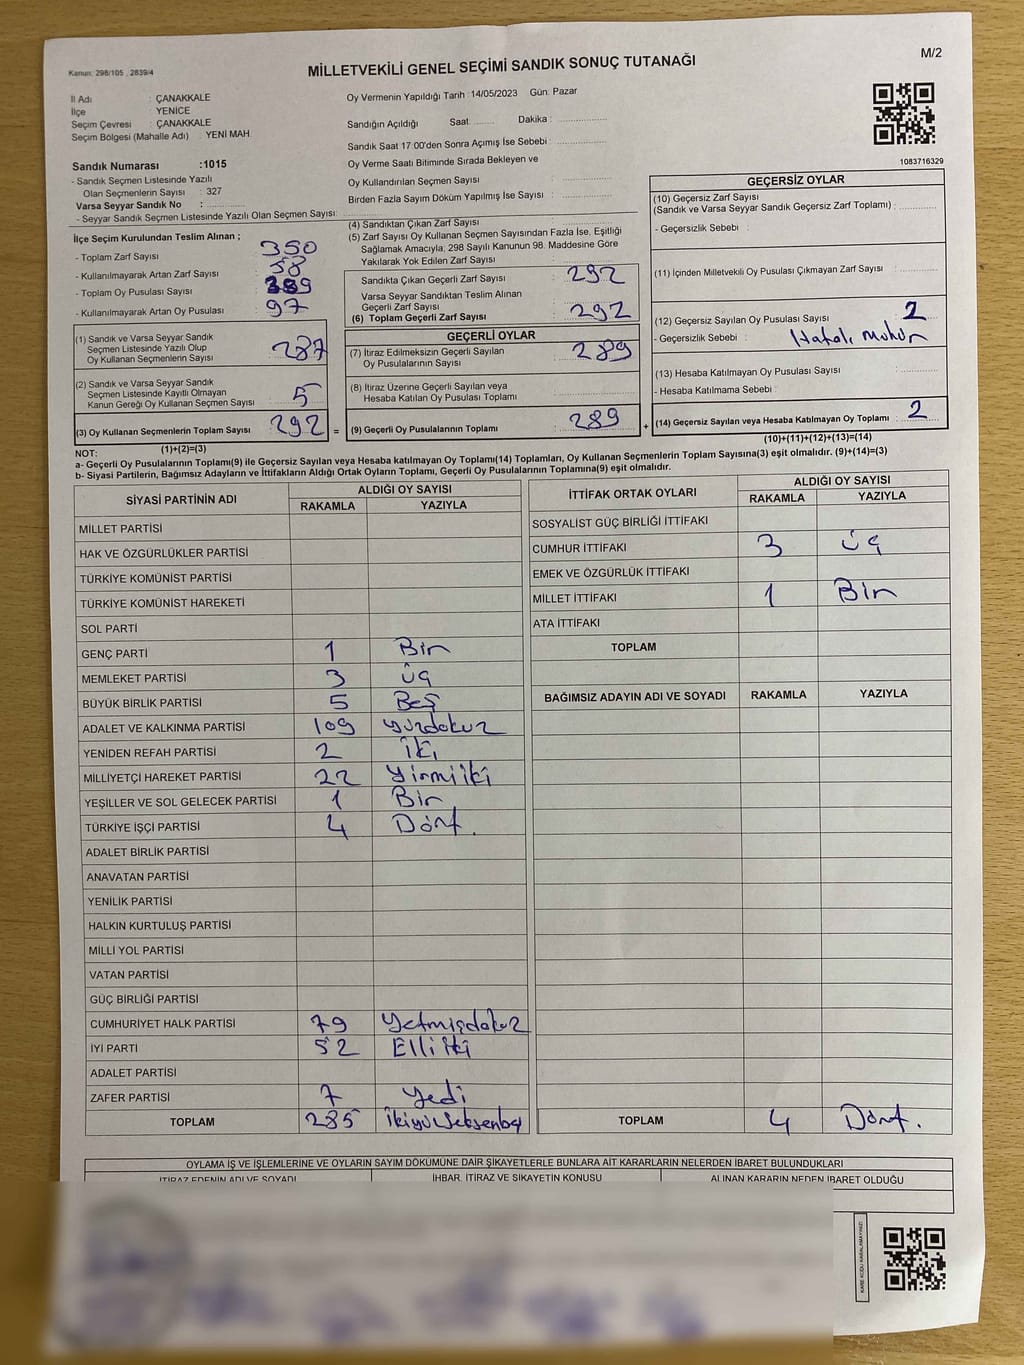 Kanun: 298/105 , 2839/4
MİLLETVEKİLİ GENEL SEÇİMİ SANDIK SONUÇ TUTANAĞI
M/2
İl Adı : ÇANAKKALE
İlçe : YENİCE
Seçim Çevresi : ÇANAKKALE
Seçim Bölgesi (Mahalle Adı) : YENİ MAH.
Sandık Numarası :1015
- Sandık Seçmen Listesinde Yazılı
Olan Seçmenlerin Sayısı : 327
Varsa Seyyar Sandık No :
- Seyyar Sandık Seçmen Listesinde Yazılı Olan Seçmen Sayısı:
Oy Vermenin Yapıldığı Tarih :14/05/2023 Gün: Pazar
Sandığın Açıldığı Saat: Dakika :
Sandık Saat 17:00'den Sonra Açımış İse Sebebi :
Oy Verme Saati Bitiminde Sırada Bekleyen ve
Oy Kullandırılan Seçmen Sayısı :
Birden Fazla Sayım Döküm Yapılmış İse Sayısı :
1083716329
İlçe Seçim Kurulundan Teslim Alınan ;
- Toplam Zarf Sayısı : 350
- Kullanılmayarak Artan Zarf Sayısı : 58
- Toplam Oy Pusulası Sayısı :
- Kullanılmayarak Artan Oy Pusulası : 97
(1) Sandık ve Varsa Seyyar Sandık
Seçmen Listesinde Yazılı Olup
Oy Kullanan Seçmenlerin Sayısı : 287
(2) Sandık ve Varsa Seyyar Sandık
Seçmen Listesinde Kayıtlı Olmayan
Kanun Gereği Oy Kullanan Seçmen Sayısı : 5
(3) Oy Kullanan Seçmenlerin Toplam Sayısı : 292 =
(1)+(2)=(3)
(4) Sandıktan Çıkan Zarf Sayısı :
(5) Zarf Sayısı Oy Kullanan Seçmen Sayısından Fazla İse, Eşitliği
Sağlamak Amacıyla; 298 Sayılı Kanunun 98. Maddesine Göre
Yakılarak Yok Edilen Zarf Sayısı :
Sandıkta Çıkan Geçerli Zarf Sayısı : 292
Varsa Seyyar Sandıktan Teslim Alınan
Geçerli Zarf Sayısı :
(6) Toplam Geçerli Zarf Sayısı : 292
GEÇERLİ OYLAR
(7) İtiraz Edilmeksizin Geçerli Sayılan
Oy Pusulalarının Sayısı : 289
(8) İtiraz Üzerine Geçerli Sayılan veya
Hesaba Katılan Oy Pusulası Toplamı :
(9) Geçerli Oy Pusulalarının Toplamı : 289 +
GEÇERSİZ OYLAR
(10) Geçersiz Zarf Sayısı
(Sandık ve Varsa Seyyar Sandık Geçersiz Zarf Toplamı) :
- Geçersizlik Sebebi :
(11) İçinden Milletvekili Oy Pusulası Çıkmayan Zarf Sayısı :
(12) Geçersiz Sayılan Oy Pusulası Sayısı : 2
- Geçersizlik Sebebi : Hatalı mühür
(13) Hesaba Katılmayan Oy Pusulası Sayısı :
- Hesaba Katılmama Sebebi :
(14) Geçersiz Sayılan veya Hesaba Katılmayan Oy Toplamı : 2
(10)+(11)+(12)+(13)=(14)
NOT:
a- Geçerli Oy Pusulalarının Toplamı(9) ile Geçersiz Sayılan veya Hesaba katılmayan Oy Toplamı(14) Toplamları, Oy Kullanan Seçmenlerin Toplam Sayısına(3) eşit olmalıdır. (9)+(14)=(3)
b- Siyasi Partilerin, Bağımsız Adayların ve İttifakların Aldığı Ortak Oyların Toplamı, Geçerli Oy Pusulalarının Toplamına(9) eşit olmalıdır.
SİYASİ PARTİNİN ADI ALDIĞI OY SAYISI
RAKAMLA YAZIYLA
MİLLET PARTİSİ
HAK VE ÖZGÜRLÜKLER PARTİSİ
TÜRKİYE KOMÜNİST PARTİSİ
TÜRKİYE KOMÜNİST HAREKETİ
SOL PARTİ
GENÇ PARTİ 1 Bir
MEMLEKET PARTİSİ 3 üç
BÜYÜK BİRLİK PARTİSİ 5 Beş
ADALET VE KALKINMA PARTİSİ 109 yüzdokuz
YENİDEN REFAH PARTİSİ 2 İki
MİLLİYETÇİ HAREKET PARTİSİ 22 Yirmiiki
YEŞİLLER VE SOL GELECEK PARTİSİ 1 Bir
TÜRKİYE İŞÇİ PARTİSİ 4 Dört.
ADALET BİRLİK PARTİSİ
ANAVATAN PARTİSİ
YENİLİK PARTİSİ
HALKIN KURTULUŞ PARTİSİ
MİLLİ YOL PARTİSİ
VATAN PARTİSİ
GÜÇ BİRLİĞİ PARTİSİ
CUMHURİYET HALK PARTİSİ 79 Yetmişdokuz
İYİ PARTİ 52 Elliiki
ADALET PARTİSİ
ZAFER PARTİSİ 7 Yedi
TOPLAM 285 ikiyüzseksenbeş
İTTİFAK ORTAK OYLARI ALDIĞI OY SAYISI
RAKAMLA YAZIYLA
SOSYALİST GÜÇ BİRLİĞİ İTTİFAKI
CUMHUR İTTİFAKI 3 üç
EMEK VE ÖZGÜRLÜK İTTİFAKI
MİLLET İTTİFAKI 1 Bir
ATA İTTİFAKI
TOPLAM
BAĞIMSIZ ADAYIN ADI VE SOYADI RAKAMLA YAZIYLA
TOPLAM 4 Dört.
OYLAMA İŞ VE İŞLEMLERİNE VE OYLARIN SAYIM DÖKÜMÜNE DAİR ŞİKAYETLERLE BUNLARA AİT KARARLARIN NELERDEN İBARET BULUNDUKLARI
İTİRAZ EDENİN ADI VE SOYADI İHBAR, İTİRAZ VE ŞİKAYETİN KONUSU ALINAN KARARIN NEDEN İBARET OLDUĞU